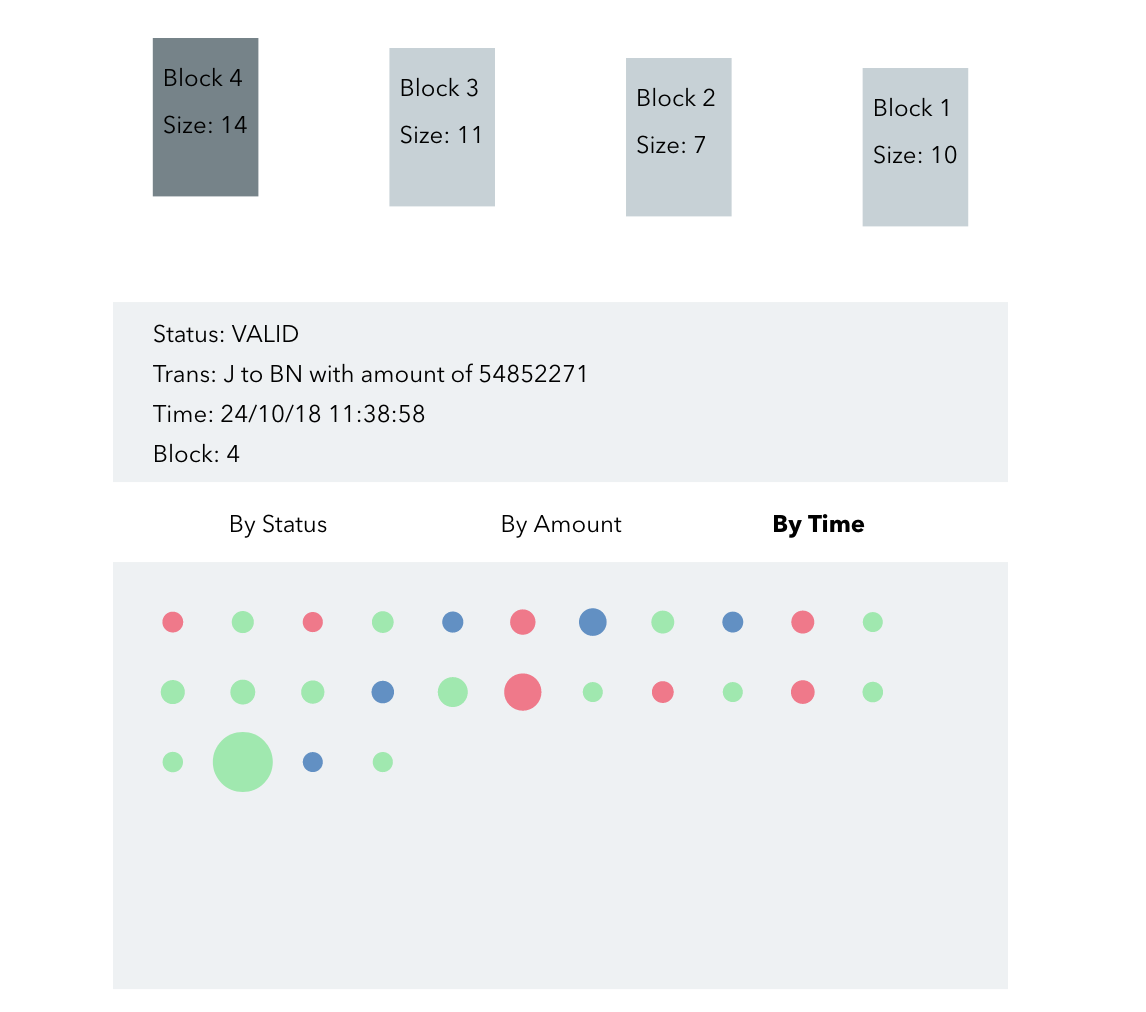 Block 4
Size: 14
Block 3
Size: 11
Block 2
Size: 7
Block 1
Size: 10
Status: VALID
Trans: J to BN with amount of 54852271
Time: 24/10/18 11:38:58
Block: 4
By Status
By Amount
By Time